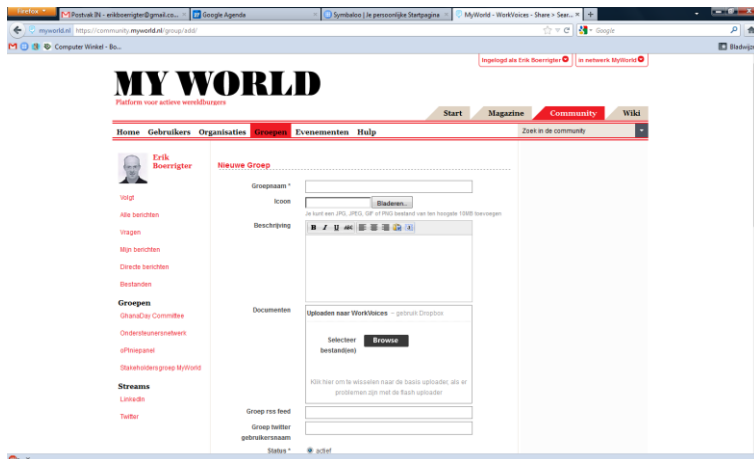 Firefox
Postvak IN - erikboerrigter@gmail.co...
Google Agenda
Symbaloo | Je persoonlijke Startpagina
MyWorld - WorkVoices - Share > Sear...
myworld.nl https://community.myworld.nl/group/add/
Google
Computer Winkel - Bo...
Bladwijz
Ingelogd als Erik Boerrigter
in netwerk MyWorld
MY WORLD
Platform voor actieve wereldburgers
Start Magazine Community Wiki
Home Gebruikers Organisaties Groepen Evenementen Hulp
Zoek in de community
Erik
Boerrigter
Nieuwe Groep
Volgt
Alle berichten
Vragen
Mijn berichten
Directe berichten
Bestanden
Groepen
GhanaDay Committee
Ondersteunersnetwerk
oPIniepanel
Stakeholdersgroep MyWorld
Streams
LinkedIn
Twitter
Groepnaam *
Icoon
Bladeren...
Je kunt een JPG, JPEG, GIF of PNG bestand van ten hoogste 10MB toevoegen
Beschrijving
B I U ABC
Documenten
Uploaden naar WorkVoices – gebruik Dropbox
Selecteer
bestand(en)
Browse
Klik hier om te wisselen naar de basis uploader, als er
problemen zijn met de flash uploader
Groep rss feed
Groep twitter
gebruikersnaam
Status *
actief